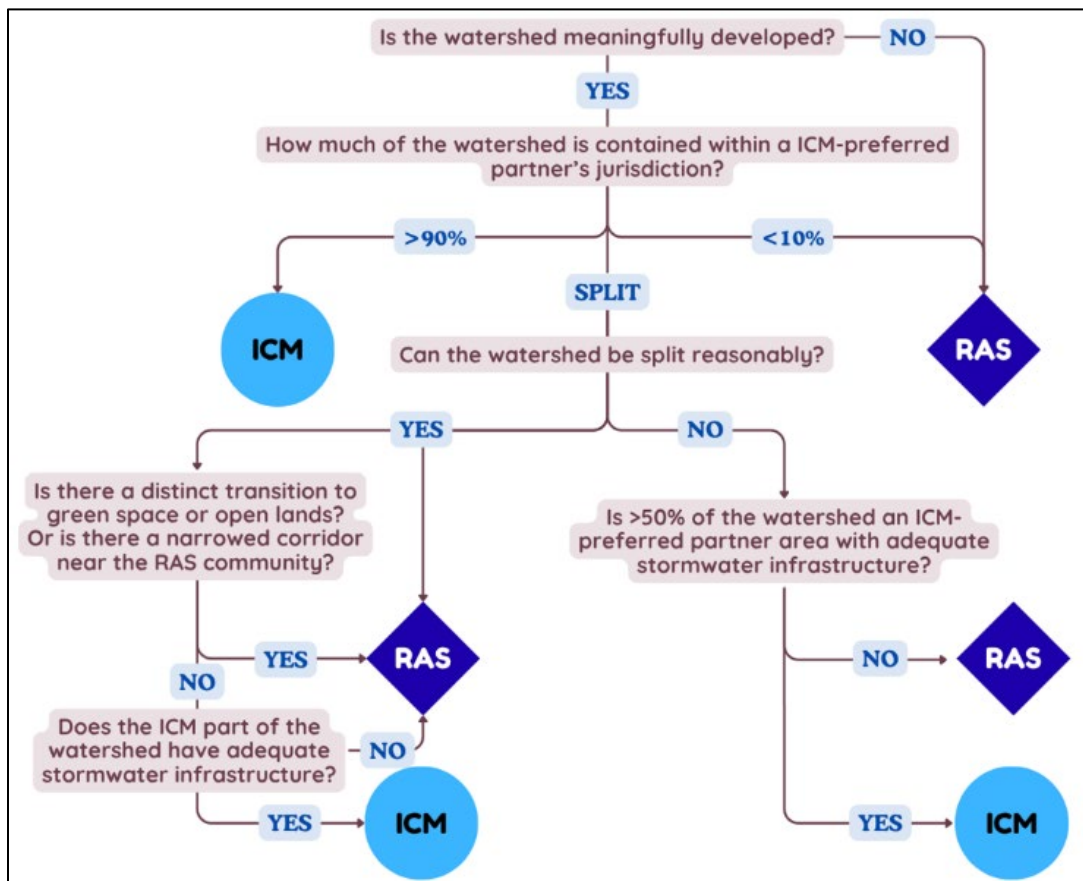 Is the watershed meaningfully developed?
NO
YES
How much of the watershed is contained within a ICM-preferred
partner's jurisdiction?
>90%
<10%
SPLIT
ICM
RAS
Can the watershed be split reasonably?
YES
NO
Is there a distinct transition to
green space or open lands?
Or is there a narrowed corridor
near the RAS community?
Is >50% of the watershed an ICM-
preferred partner area with adequate
stormwater infrastructure?
YES
RAS
NO
RAS
NO
Does the ICM part of the
watershed have adequate
stormwater infrastructure?
NO
YES
ICM
YES
ICM